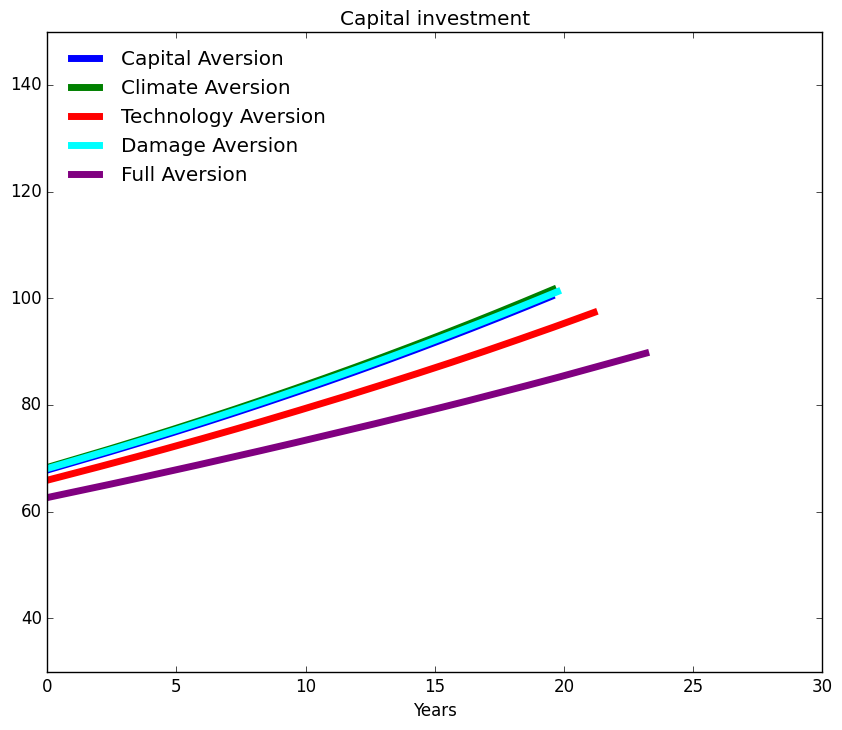 Capital investment
Capital Aversion
Climate Aversion
Technology Aversion
Damage Aversion
Full Aversion
140
120
100
80
60
40
0 5 10 15 20 25 30
Years